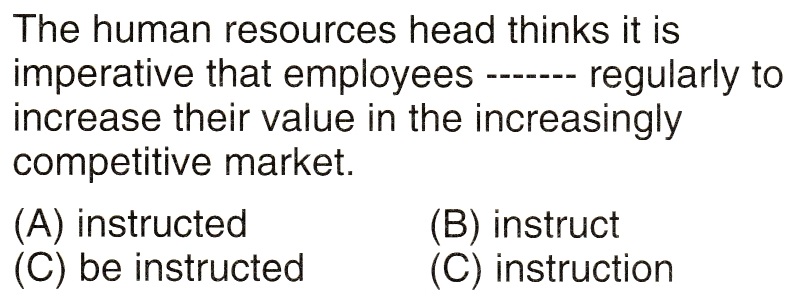 The human resources head thinks it is
imperative that employees ------- regularly to
increase their value in the increasingly
competitive market.
(A) instructed (B) instruct
(C) be instructed (C) instruction